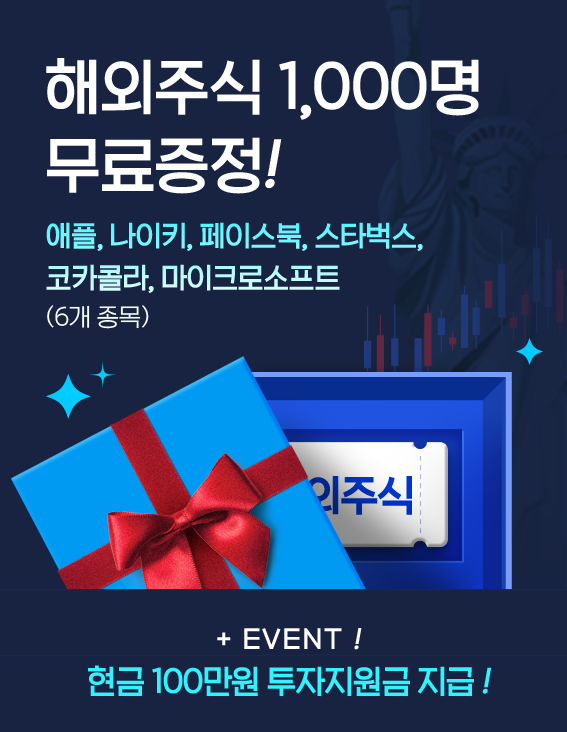 해외주식 1,000명
무료증정!
애플, 나이키, 페이스북, 스타벅스,
코카콜라, 마이크로소프트
(6개 종목)
외주식
+ EVENT !
현금 100만원 투자지원금 지급 !